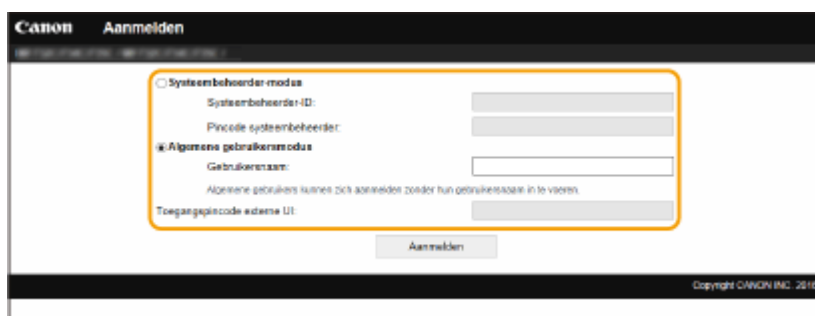 Canon Aanmelden
Systeembeheerder-modus
Systeembeheerder-ID:
Pincode systeembeheerder:
Algemene gebruikersmodus
Gebruikersnaam:
Algemene gebruikers kunnen zich aanmelden zonder hun gebruikersnaam in te voeren.
Toegangspincode externe UI:
Aanmelden
Copyright CANON INC. 2016